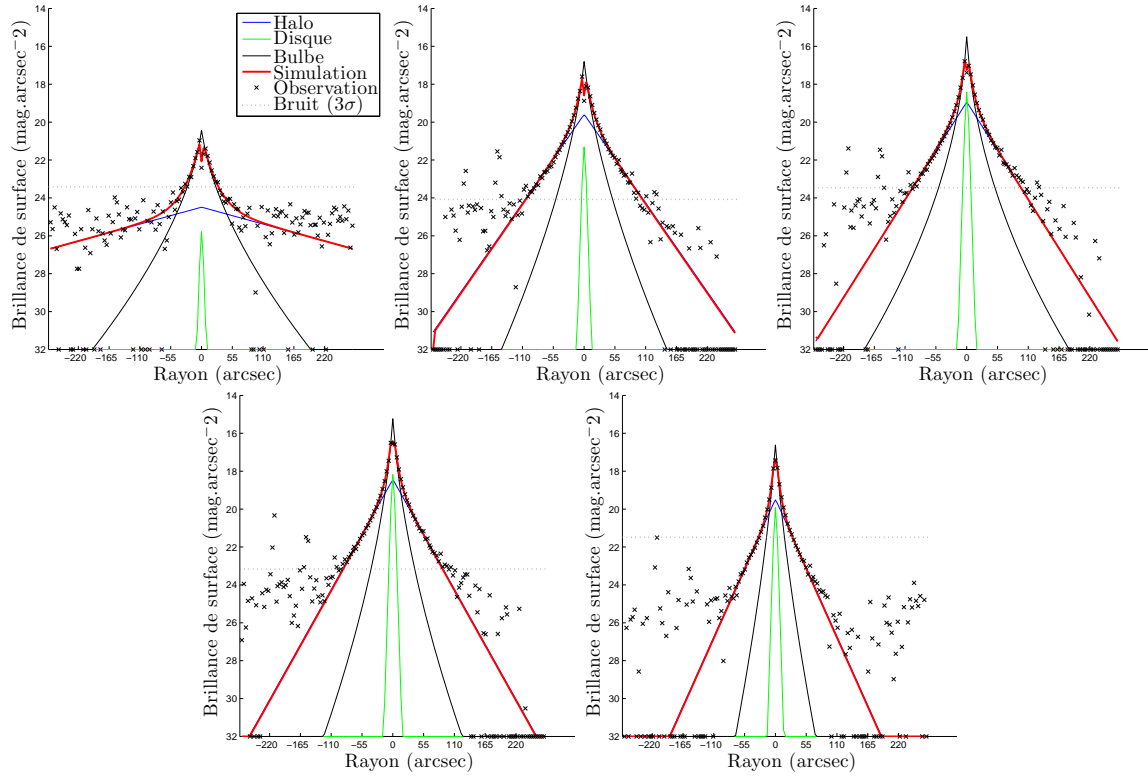 14
16
18
20
22
24
26
28
30
32
Brillance de surface (mag.arcsec−2)
−220 −165 −110 −55 0 55 110 165 220
Rayon (arcsec)
Halo
Disque
Bulbe
Simulation
Observation
Bruit (3σ)
14
16
18
20
22
24
26
28
30
32
Brillance de surface (mag.arcsec−2)
−220 −165 −110 −55 0 55 110 165 220
Rayon (arcsec)
14
16
18
20
22
24
26
28
30
32
Brillance de surface (mag.arcsec−2)
−220 −165 −110 −55 0 55 110 165 220
Rayon (arcsec)
14
16
18
20
22
24
26
28
30
32
Brillance de surface (mag.arcsec−2)
−220 −165 −110 −55 0 55 110 165 220
Rayon (arcsec)
14
16
18
20
22
24
26
28
30
32
Brillance de surface (mag.arcsec−2)
−220 −165 −110 −55 0 55 110 165 220
Rayon (arcsec)